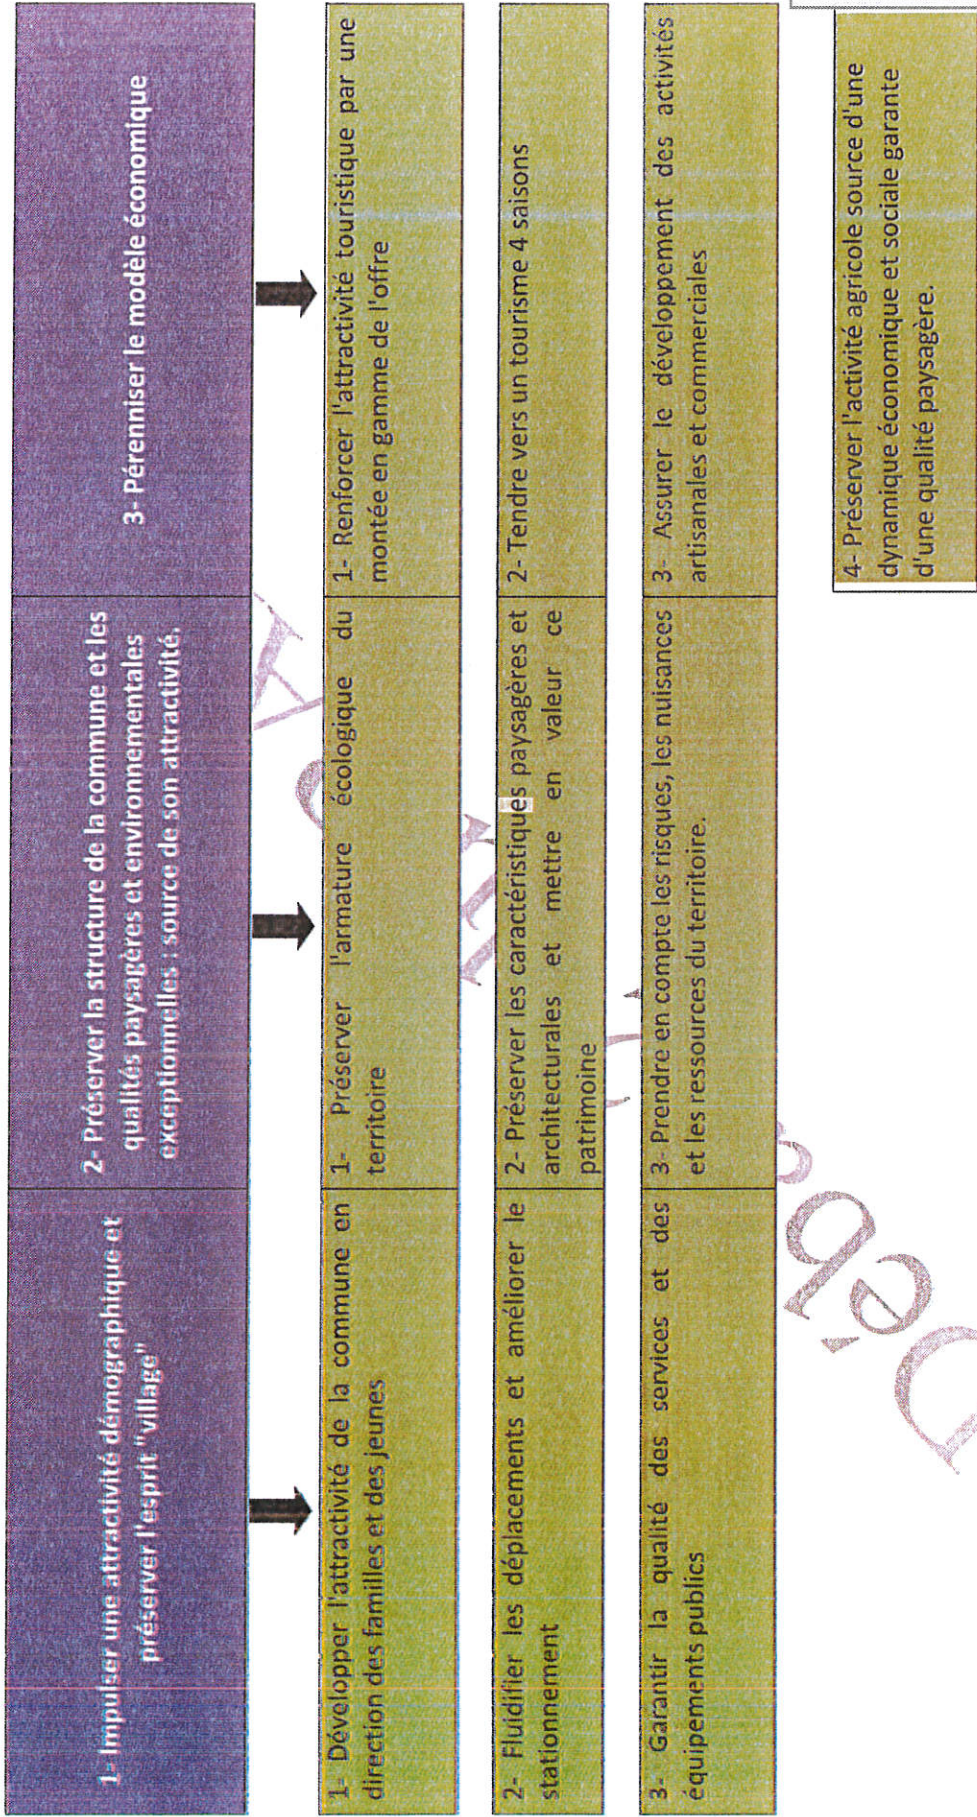 1- Impulser une attractivité démographique et
préserver l'esprit "village"
2- Préserver la structure de la commune et les
qualités paysagères et environnementales
exceptionnelles : source de son attractivité.
3- Pérenniser le modèle économique
1- Développer l'attractivité de la commune en
direction des familles et des jeunes
1- Préserver l'armature écologique du
territoire
1- Renforcer l'attractivité touristique par une
montée en gamme de l'offre
2- Fluidifier les déplacements et améliorer le
stationnement
2- Préserver les caractéristiques paysagères et
architecturales et mettre en valeur ce
patrimoine
2- Tendre vers un tourisme 4 saisons
3- Garantir la qualité des services et des
équipements publics
3- Prendre en compte les risques, les nuisances
et les ressources du territoire.
3- Assurer le développement des activités
artisanales et commerciales
4- Préserver l'activité agricole source d'une
dynamique économique et sociale garante
d'une qualité paysagère.